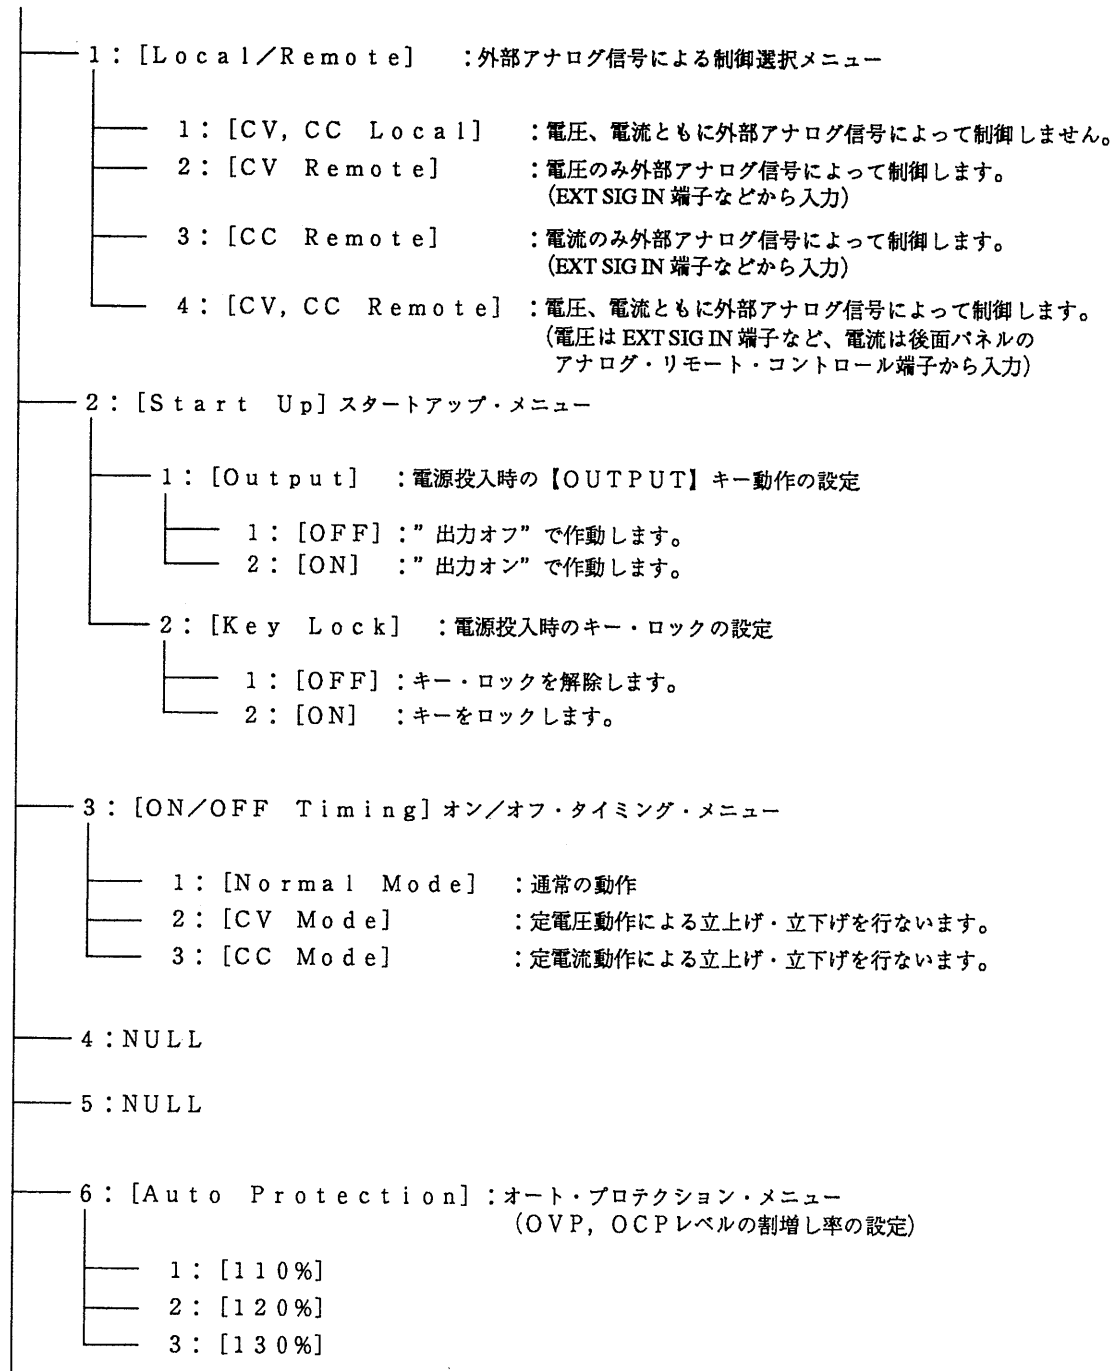 1：[Local／Remote]　：外部アナログ信号による制御選択メニュー
1：[CV, CC Local]　：電圧、電流ともに外部アナログ信号によって制御しません。
2：[CV Remote]　：電圧のみ外部アナログ信号によって制御します。
(EXT SIG IN 端子などから入力)
3：[CC Remote]　：電流のみ外部アナログ信号によって制御します。
(EXT SIG IN 端子などから入力)
4：[CV, CC Remote]　：電圧、電流ともに外部アナログ信号によって制御します。
(電圧は EXT SIG IN 端子など、電流は後面パネルの
アナログ・リモート・コントロール端子から入力)
2：[Start Up] スタートアップ・メニュー
1：[Output]　：電源投入時の【OUTPUT】キー動作の設定
1：[OFF]：”出力オフ”で作動します。
2：[ON]　：”出力オン”で作動します。
2：[Key Lock]　：電源投入時のキー・ロックの設定
1：[OFF]：キー・ロックを解除します。
2：[ON]　：キーをロックします。
3：[ON／OFF Timing] オン／オフ・タイミング・メニュー
1：[Normal Mode]　：通常の動作
2：[CV Mode]　：定電圧動作による立上げ・立下げを行ないます。
3：[CC Mode]　：定電流動作による立上げ・立下げを行ないます。
4：NULL
5：NULL
6：[Auto Protection]：オート・プロテクション・メニュー
(OVP, OCPレベルの割増し率の設定)
1：[110%]
2：[120%]
3：[130%]